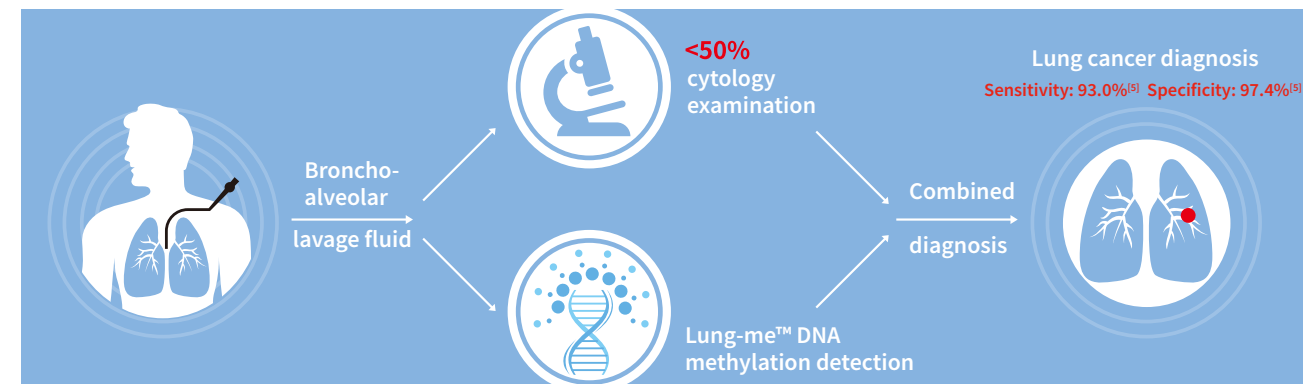 Broncho-
alveolar
lavage fluid
<50%
cytology
examination
Lung-me™ DNA
methylation detection
Combined
diagnosis
Lung cancer diagnosis
Sensitivity: 93.0%[5] Specificity: 97.4%[5]